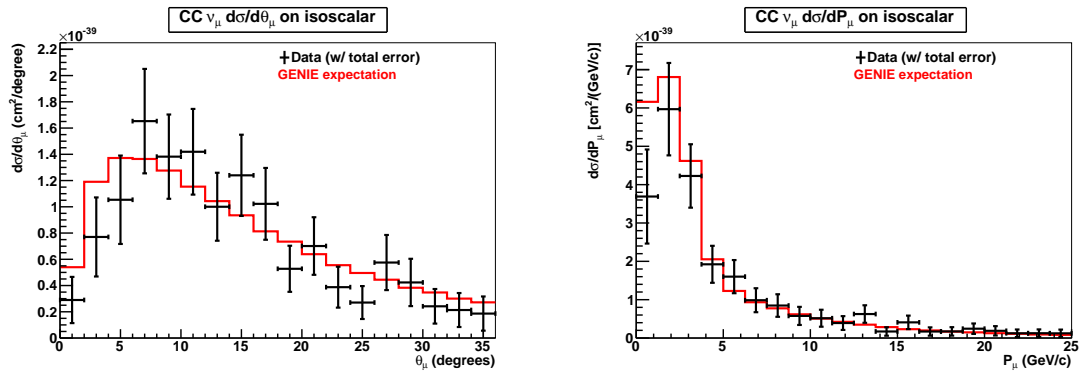 CC ν_μ dσ/dθ_μ on isoscalar
×10⁻³⁹
dσ/dθ_μ (cm²/degree)
2.2
2
1.8
1.6
1.4
1.2
1
0.8
0.6
0.4
0.2
0
Data (w/ total error)
GENIE expectation
0 5 10 15 20 25 30 35
θ_μ (degrees)
CC ν_μ dσ/dP_μ on isoscalar
×10⁻³⁹
dσ/dP_μ [cm²/(GeV/c)]
7
6
5
4
3
2
1
0
Data (w/ total error)
GENIE expectation
0 5 10 15 20 25
P_μ (GeV/c)